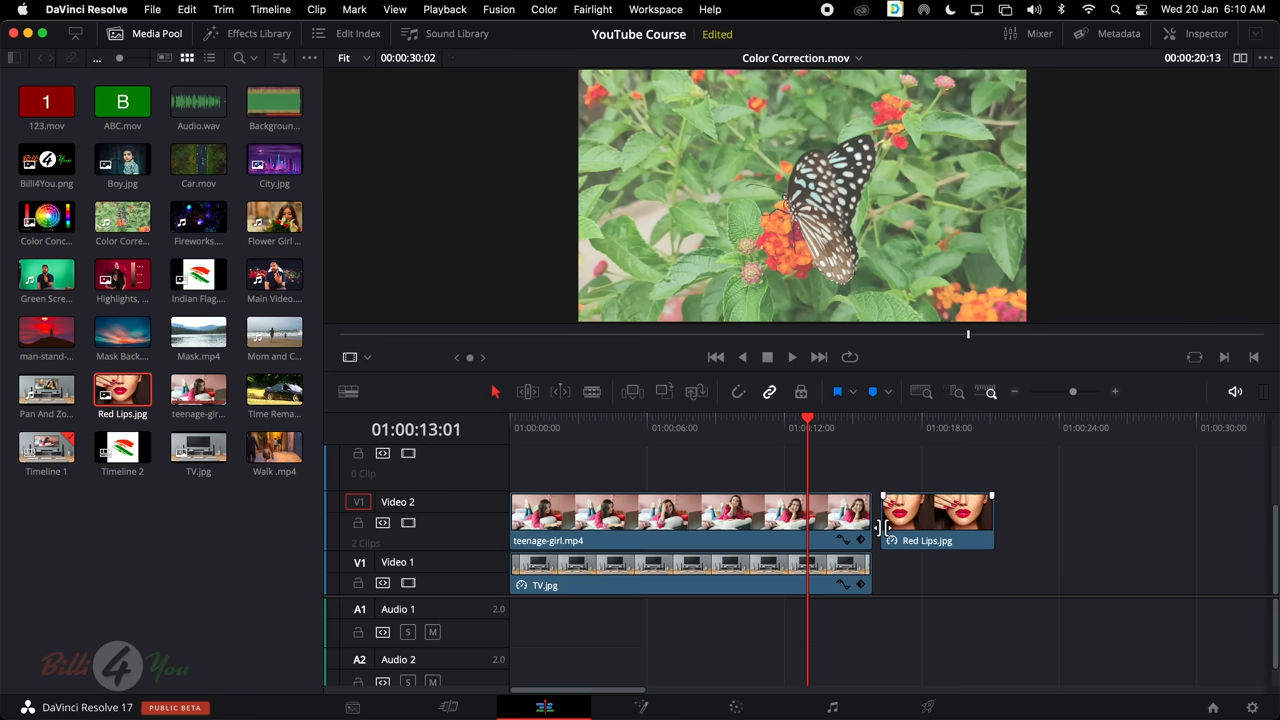 DaVinci Resolve File Edit Trim Timeline Clip Mark View Playback Fusion Color Fairlight Workspace Help Wed 20 Jan 6:10 AM
Media Pool Effects Library Edit Index Sound Library YouTube Course Edited Mixer Metadata Inspector
... Fit 00:00:30:02 Color Correction.mov 00:00:20:13
1 B
123.mov ABC.mov Audio.wav Backgroun...
Billi 4 You
Billi4You.png Boy.jpg Car.mov City.jpg
Color Conc... Color Corre... Fireworks.... Flower Girl ...
Green Scre... Highlights, ... Indian Flag.... Main Video....
man-stand-... Mask Back.... Mask.mp4 Mom and C...
Pan And Zo... Red Lips.jpg teenage-gir... TIme Rema...
Timeline 1 Timeline 2 TV.jpg Walk .mp4
01:00:13:01
01:00:00:00 01:00:06:00 01:00:12:00 01:00:18:00 01:00:24:00 01:00:30:00
0 Clip
V1 Video 2
2 Clips
teenage-girl.mp4 Red Lips.jpg
V1 Video 1
TV.jpg
A1 Audio 1 2.0
S M
A2 Audio 2 2.0
S M
Billi 4 You
DaVinci Resolve 17 PUBLIC BETA